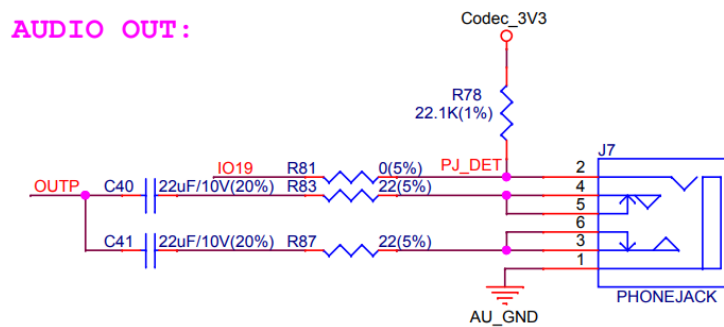 AUDIO OUT:
Codec_3V3
R78
22.1K(1%)
J7
IO19 R81 0(5%) PJ_DET 2
OUTP C40 22uF/10V(20%) R83 22(5%) 4
5
6
C41 22uF/10V(20%) R87 22(5%) 3
1
PHONEJACK
AU_GND